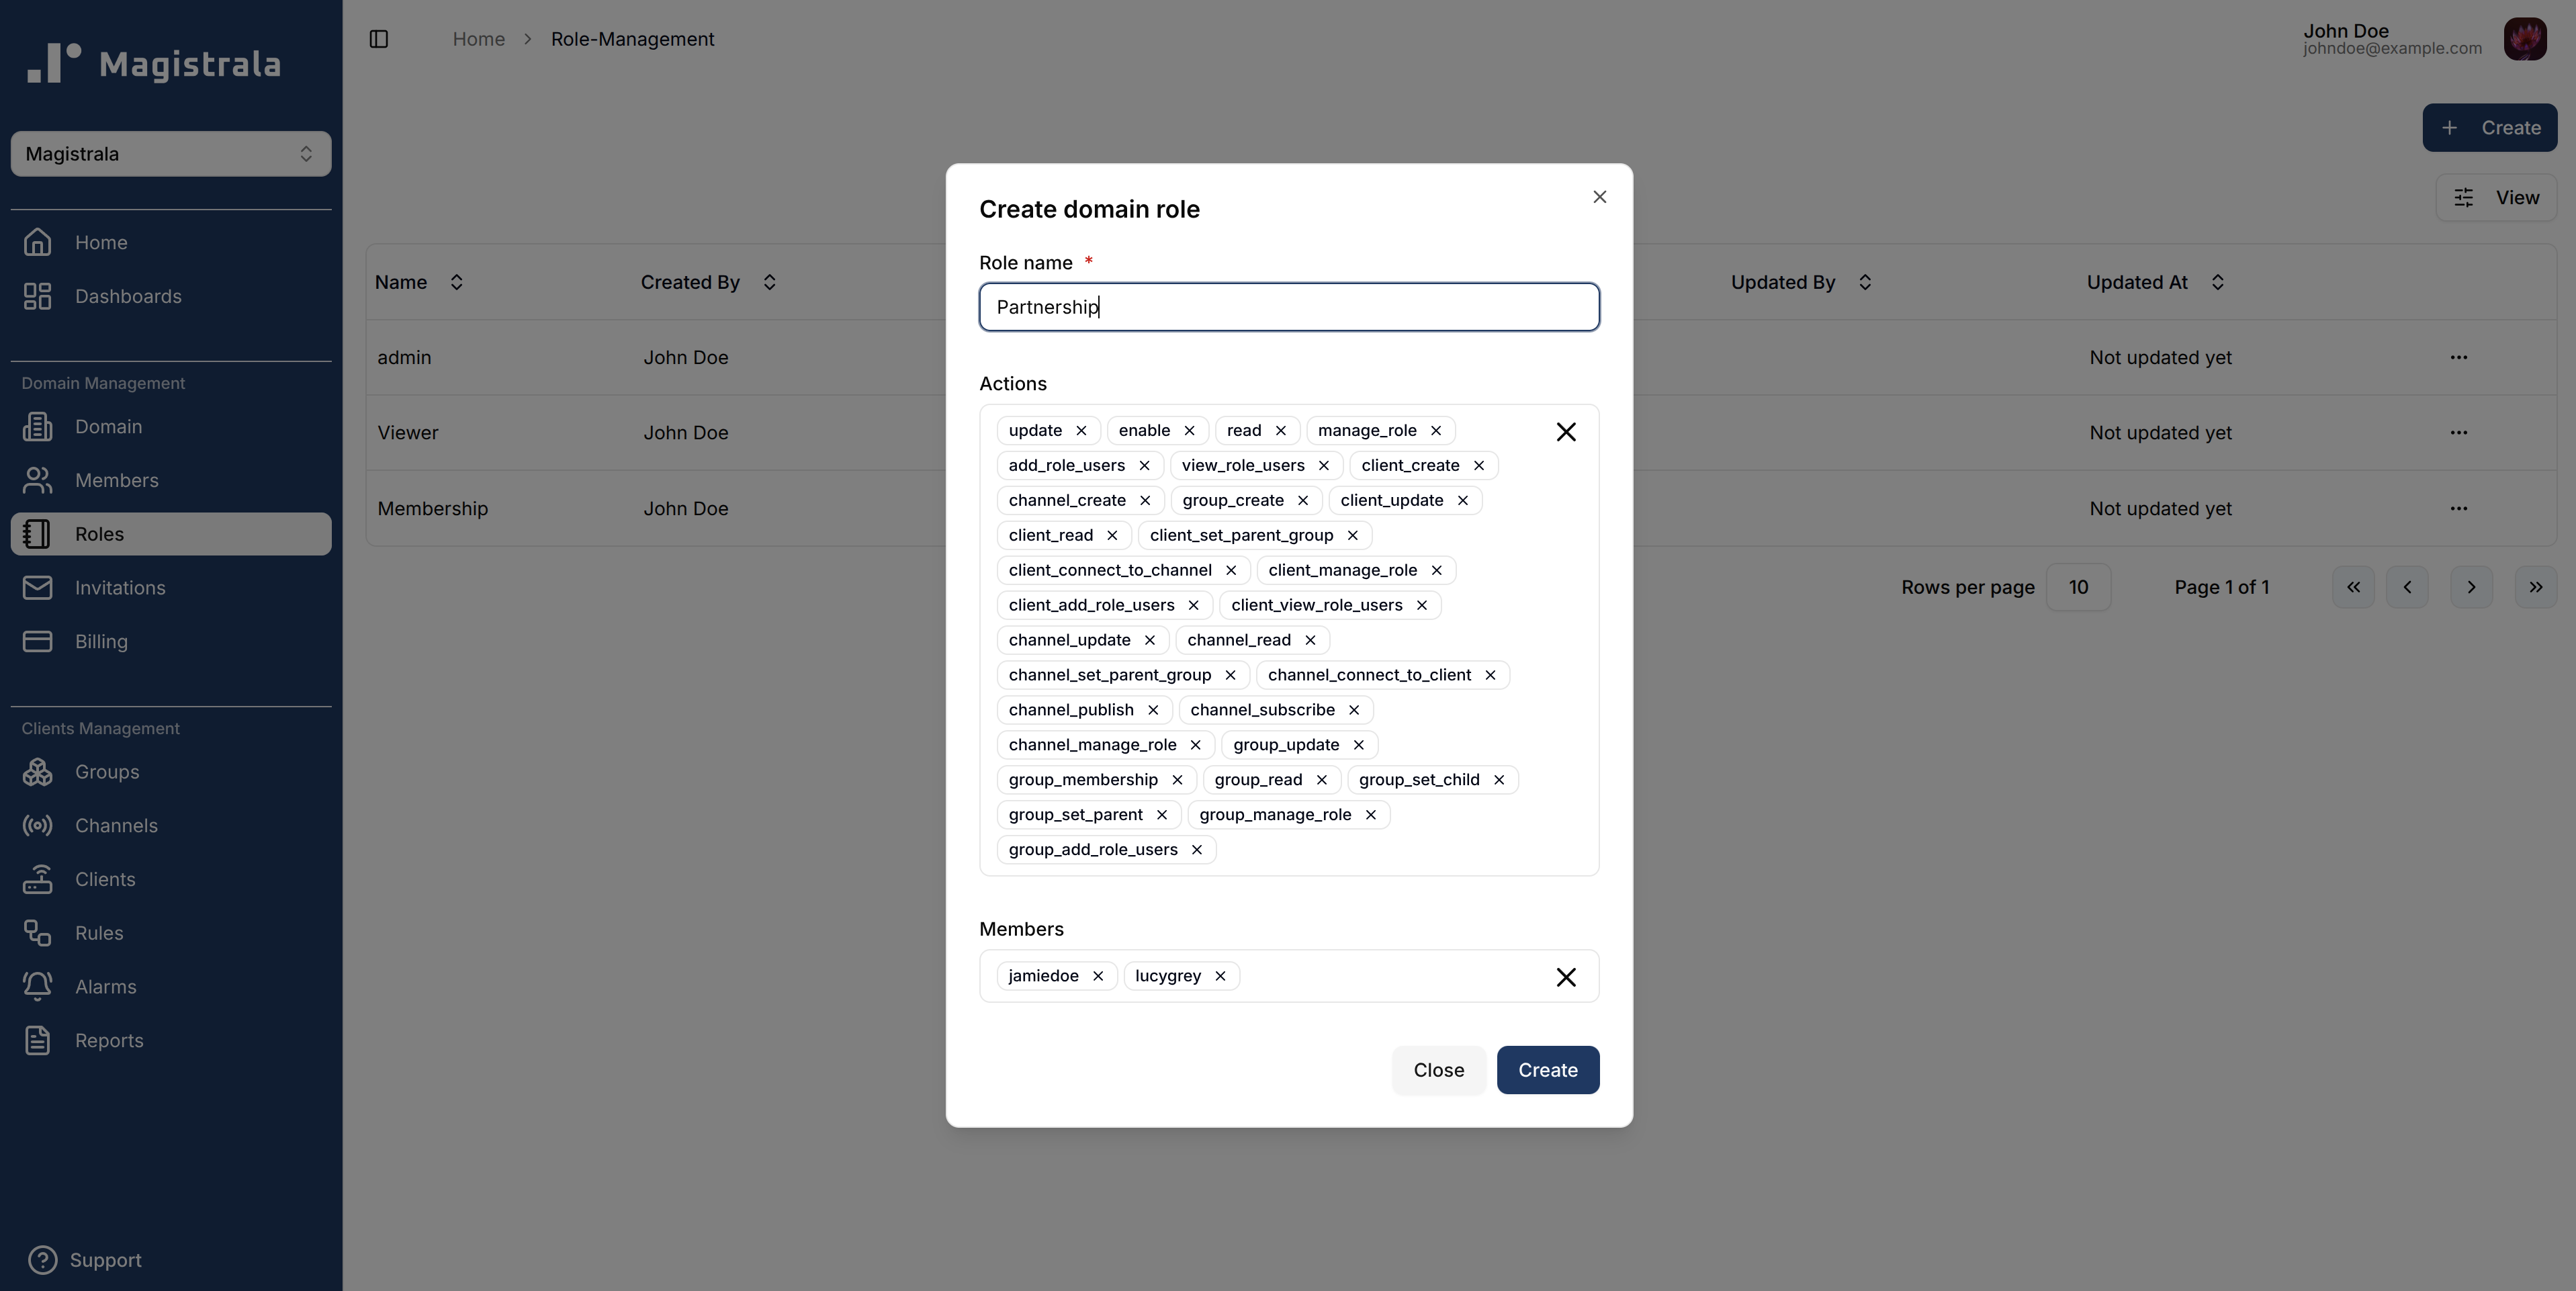 Magistrala
Magistrala
Home
Dashboards
Domain Management
Domain
Members
Roles
Invitations
Billing
Clients Management
Groups
Channels
Clients
Rules
Alarms
Reports
Support
Home > Role-Management
John Doe
johndoe@example.com
+ Create
View
Name Created By Updated By Updated At
admin John Doe Not updated yet
Viewer John Doe Not updated yet
Membership John Doe Not updated yet
Rows per page 10 Page 1 of 1
Create domain role
Role name *
Partnership
Actions
update enable read manage_role
add_role_users view_role_users client_create
channel_create group_create client_update
client_read client_set_parent_group
client_connect_to_channel client_manage_role
client_add_role_users client_view_role_users
channel_update channel_read
channel_set_parent_group channel_connect_to_client
channel_publish channel_subscribe
channel_manage_role group_update
group_membership group_read group_set_child
group_set_parent group_manage_role
group_add_role_users
Members
jamiedoe lucygrey
Close Create